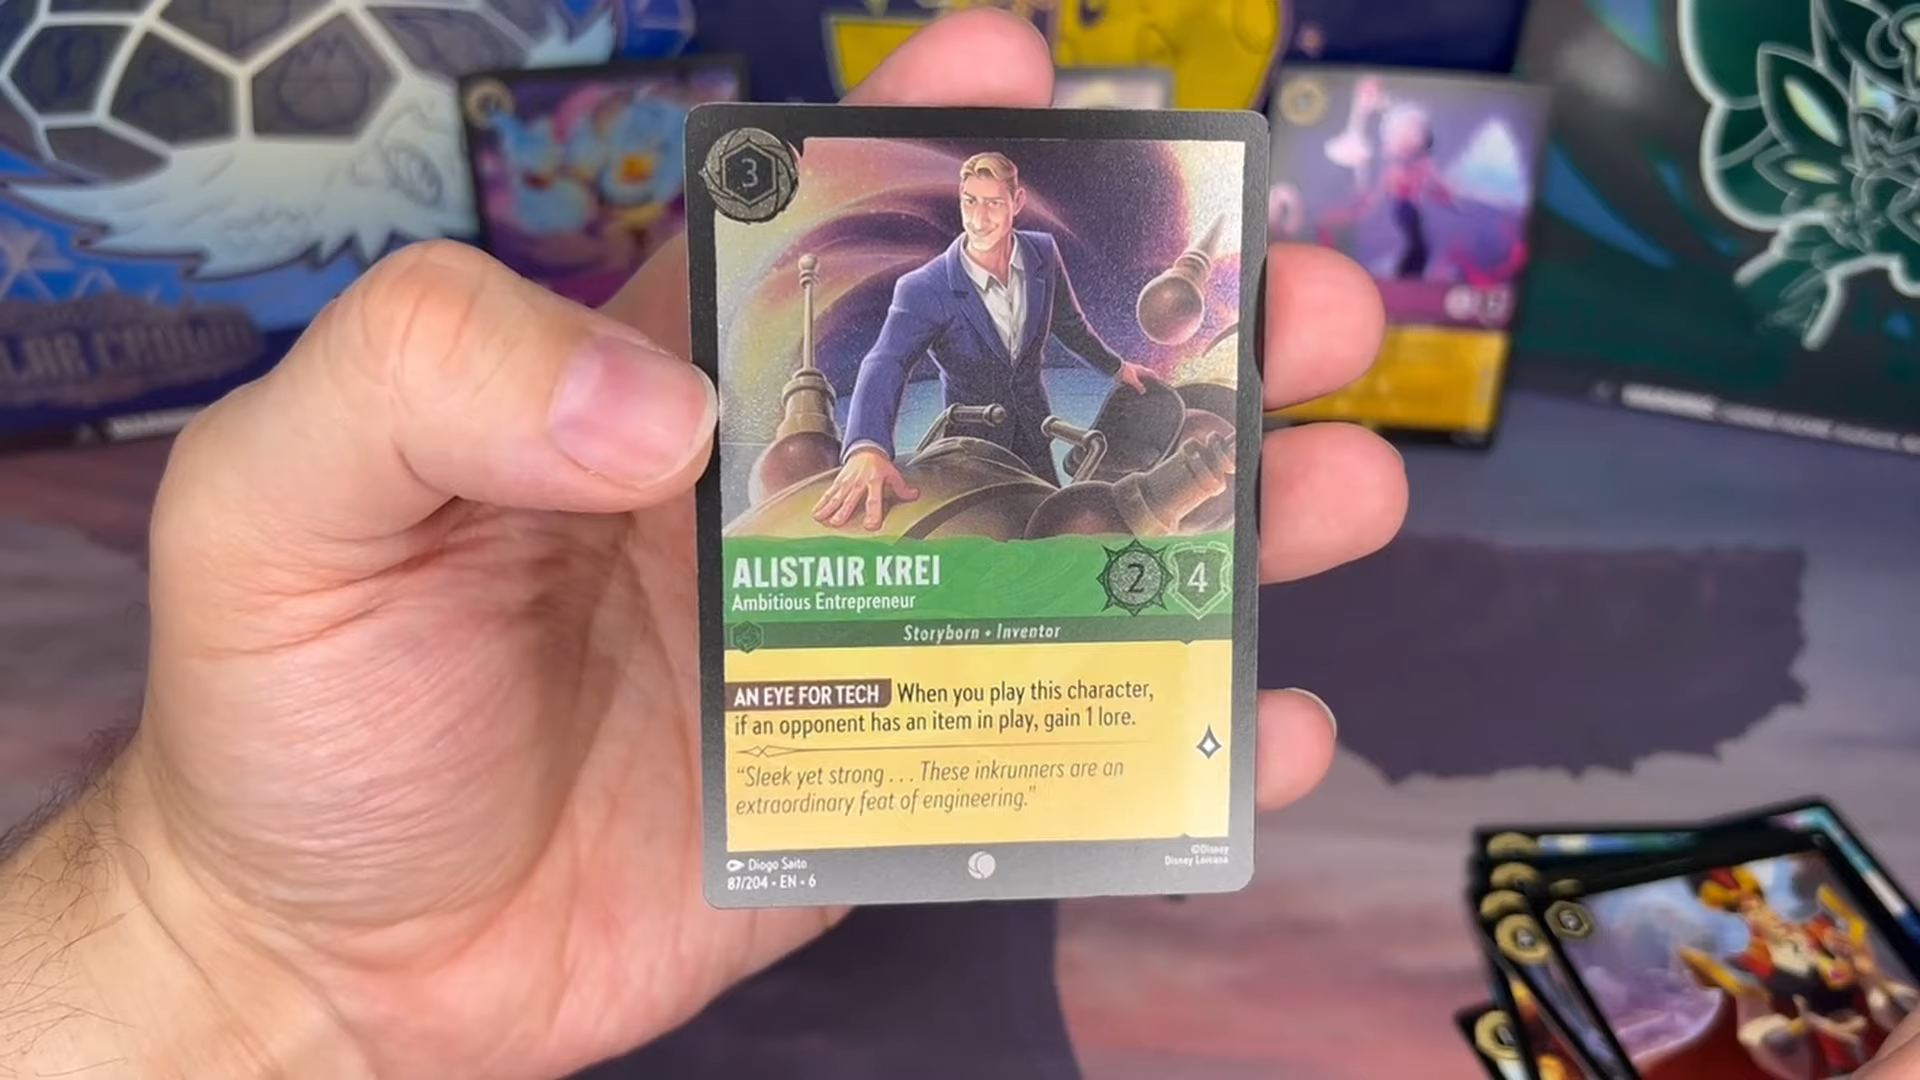 3
ALISTAIR KREI
Ambitious Entrepreneur
2 4
Storyborn • Inventor
AN EYE FOR TECH When you play this character,
if an opponent has an item in play, gain 1 lore.
“Sleek yet strong . . . These inkrunners are an
extraordinary feat of engineering.”
Diogo Saito
87/204 • EN • 6
©Disney
Disney Lorcana